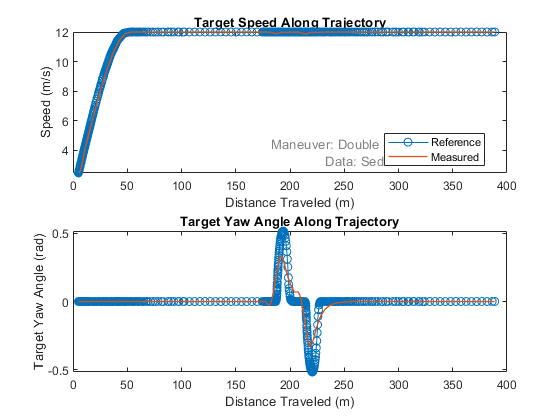 Target Speed Along Trajectory
12
10
8
6
4
Speed (m/s)
Maneuver: Double
Data: Sed
Reference
Measured
0 50 100 150 200 250 300 350 400
Distance Traveled (m)
Target Yaw Angle Along Trajectory
0.5
0
-0.5
Target Yaw Angle (rad)
0 50 100 150 200 250 300 350 400
Distance Traveled (m)